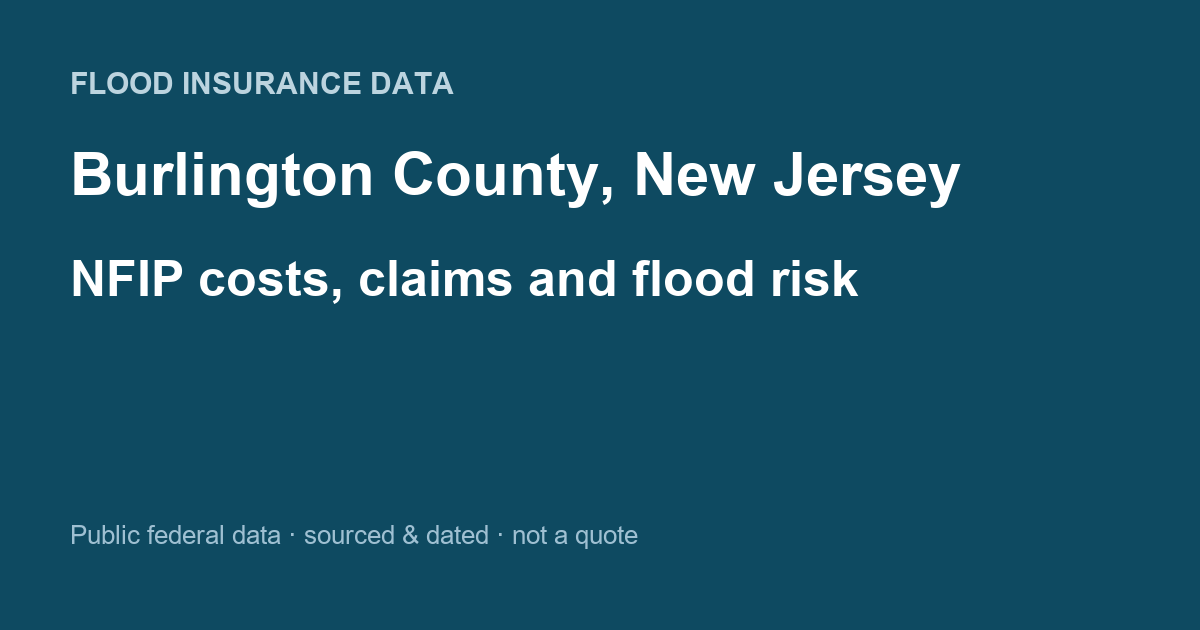 FLOOD INSURANCE DATA
Burlington County, New Jersey
NFIP costs, claims and flood risk
Public federal data · sourced & dated · not a quote